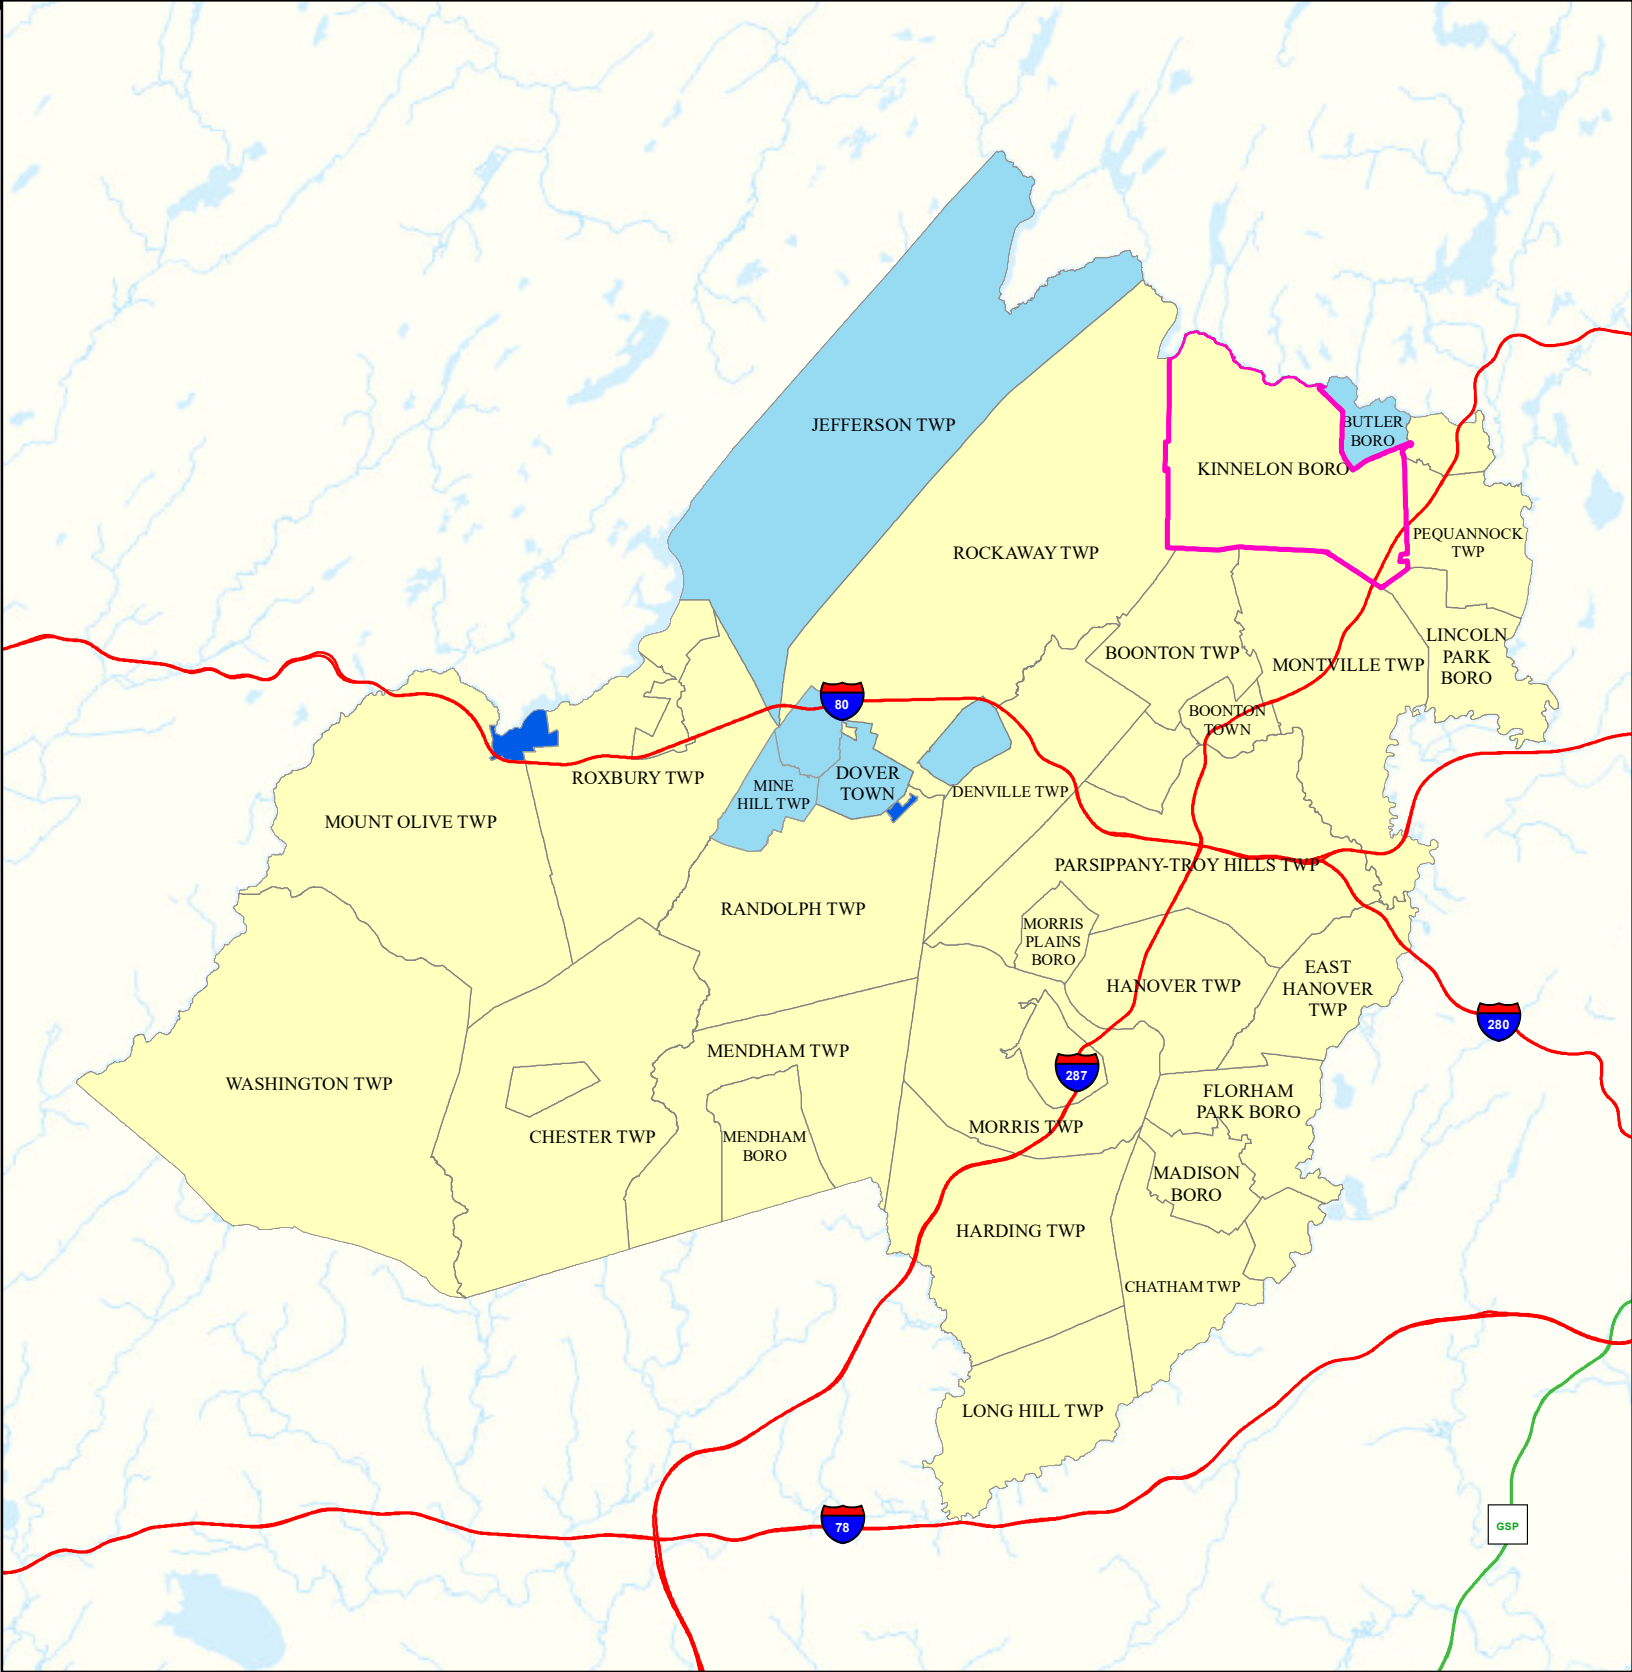 JEFFERSON TWP
BUTLER
BORO
KINNELON BORO
PEQUANNOCK
TWP
ROCKAWAY TWP
LINCOLN
PARK
BORO
BOONTON TWP
MONTVILLE TWP
80
BOONTON
TOWN
ROXBURY TWP
DOVER
TOWN
MINE
HILL TWP
DENVILLE TWP
MOUNT OLIVE TWP
PARSIPPANY-TROY HILLS TWP
RANDOLPH TWP
MORRIS
PLAINS
BORO
EAST
HANOVER
TWP
HANOVER TWP
280
MENDHAM TWP
287
WASHINGTON TWP
FLORHAM
PARK BORO
CHESTER TWP
MORRIS TWP
MENDHAM
BORO
MADISON
BORO
HARDING TWP
CHATHAM TWP
LONG HILL TWP
78
GSP